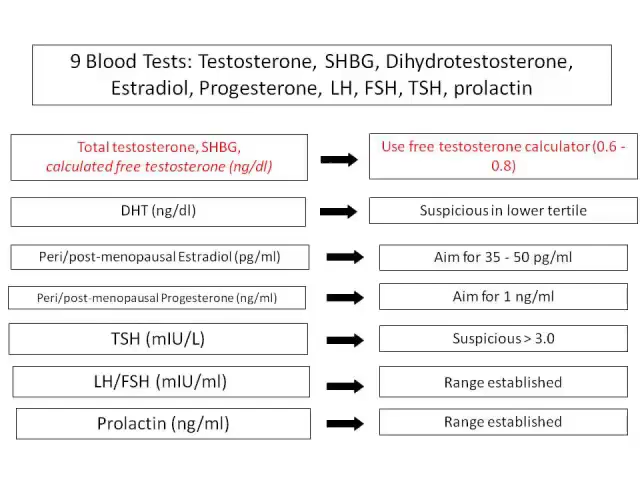 9 Blood Tests: Testosterone, SHBG, Dihydrotestosterone,
Estradiol, Progesterone, LH, FSH, TSH, prolactin
Total testosterone, SHBG,
calculated free testosterone (ng/dl)
Use free testosterone calculator (0.6 -
0.8)
DHT (ng/dl)
Suspicious in lower tertile
Peri/post-menopausal Estradiol (pg/ml)
Aim for 35 - 50 pg/ml
Peri/post-menopausal Progesterone (ng/ml)
Aim for 1 ng/ml
TSH (mIU/L)
Suspicious > 3.0
LH/FSH (mIU/ml)
Range established
Prolactin (ng/ml)
Range established